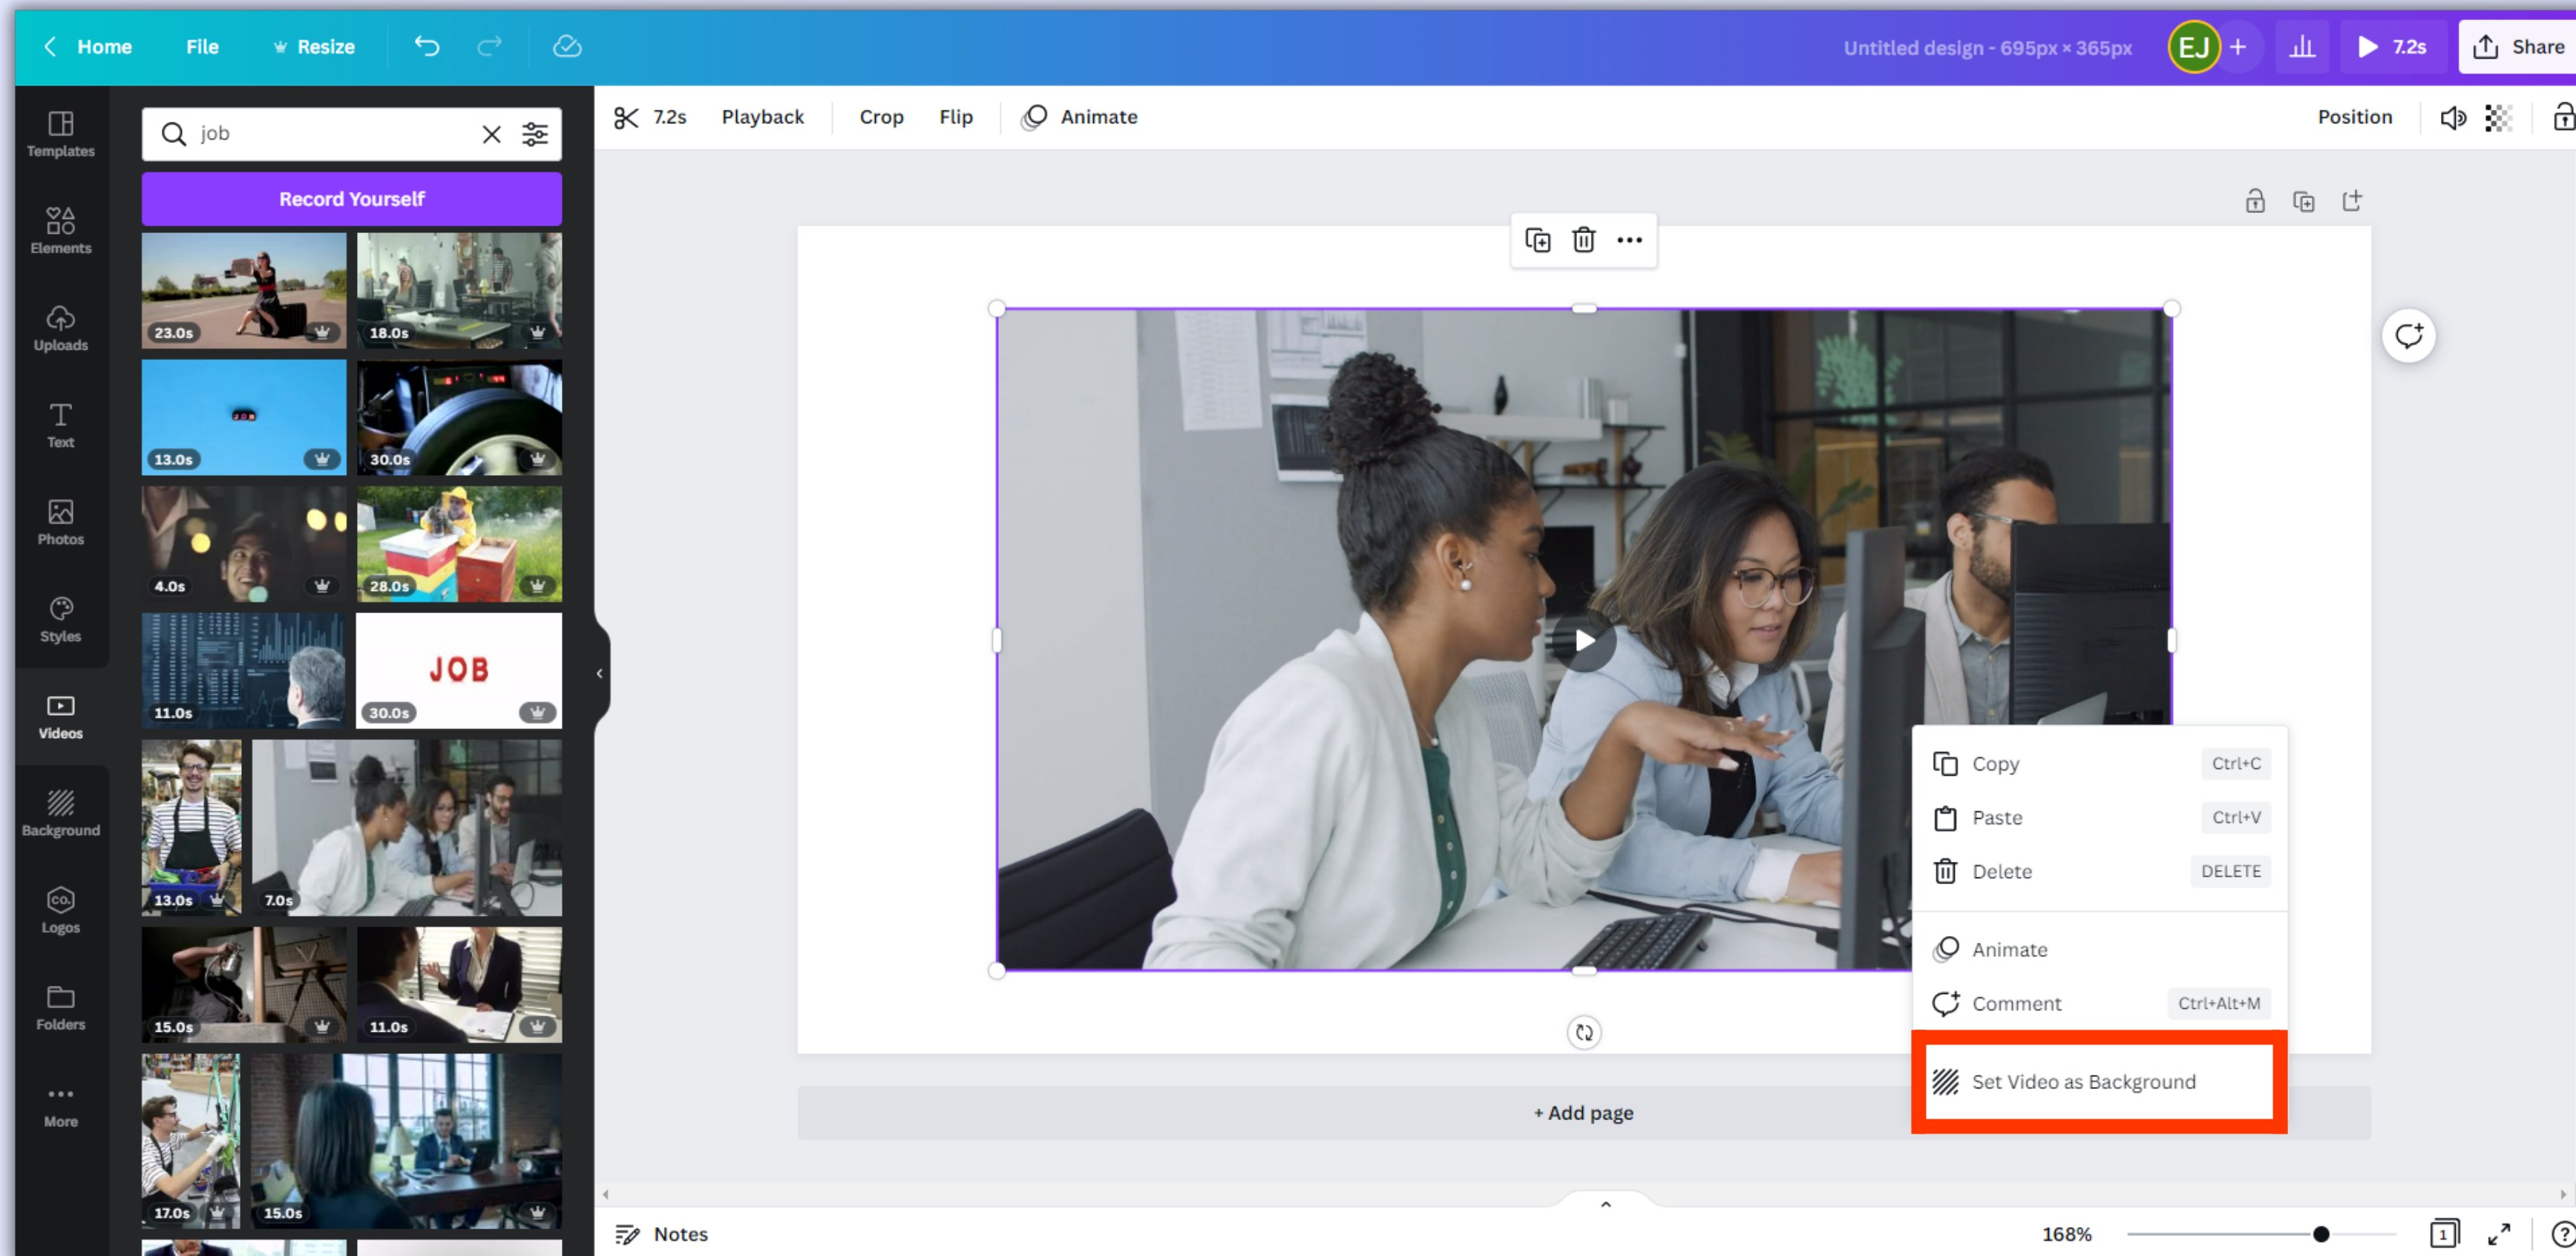 Home File Resize Untitled design - 695px × 365px EJ + 7.2s Share
7.2s Playback Crop Flip Animate Position
Templates
Elements
Uploads
Text
Photos
Styles
Videos
Background
CO.
Logos
Folders
More
job
Record Yourself
23.0s 18.0s
13.0s 30.0s
4.0s 28.0s
JOB
11.0s 30.0s
13.0s 7.0s
15.0s 11.0s
17.0s 15.0s
Copy Ctrl+C
Paste Ctrl+V
Delete DELETE
Animate
Comment Ctrl+Alt+M
Set Video as Background
+ Add page
Notes 168% 1 ?